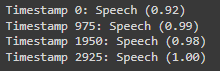 Timestamp 0: Speech (0.92)
Timestamp 975: Speech (0.99)
Timestamp 1950: Speech (0.98)
Timestamp 2925: Speech (1.00)